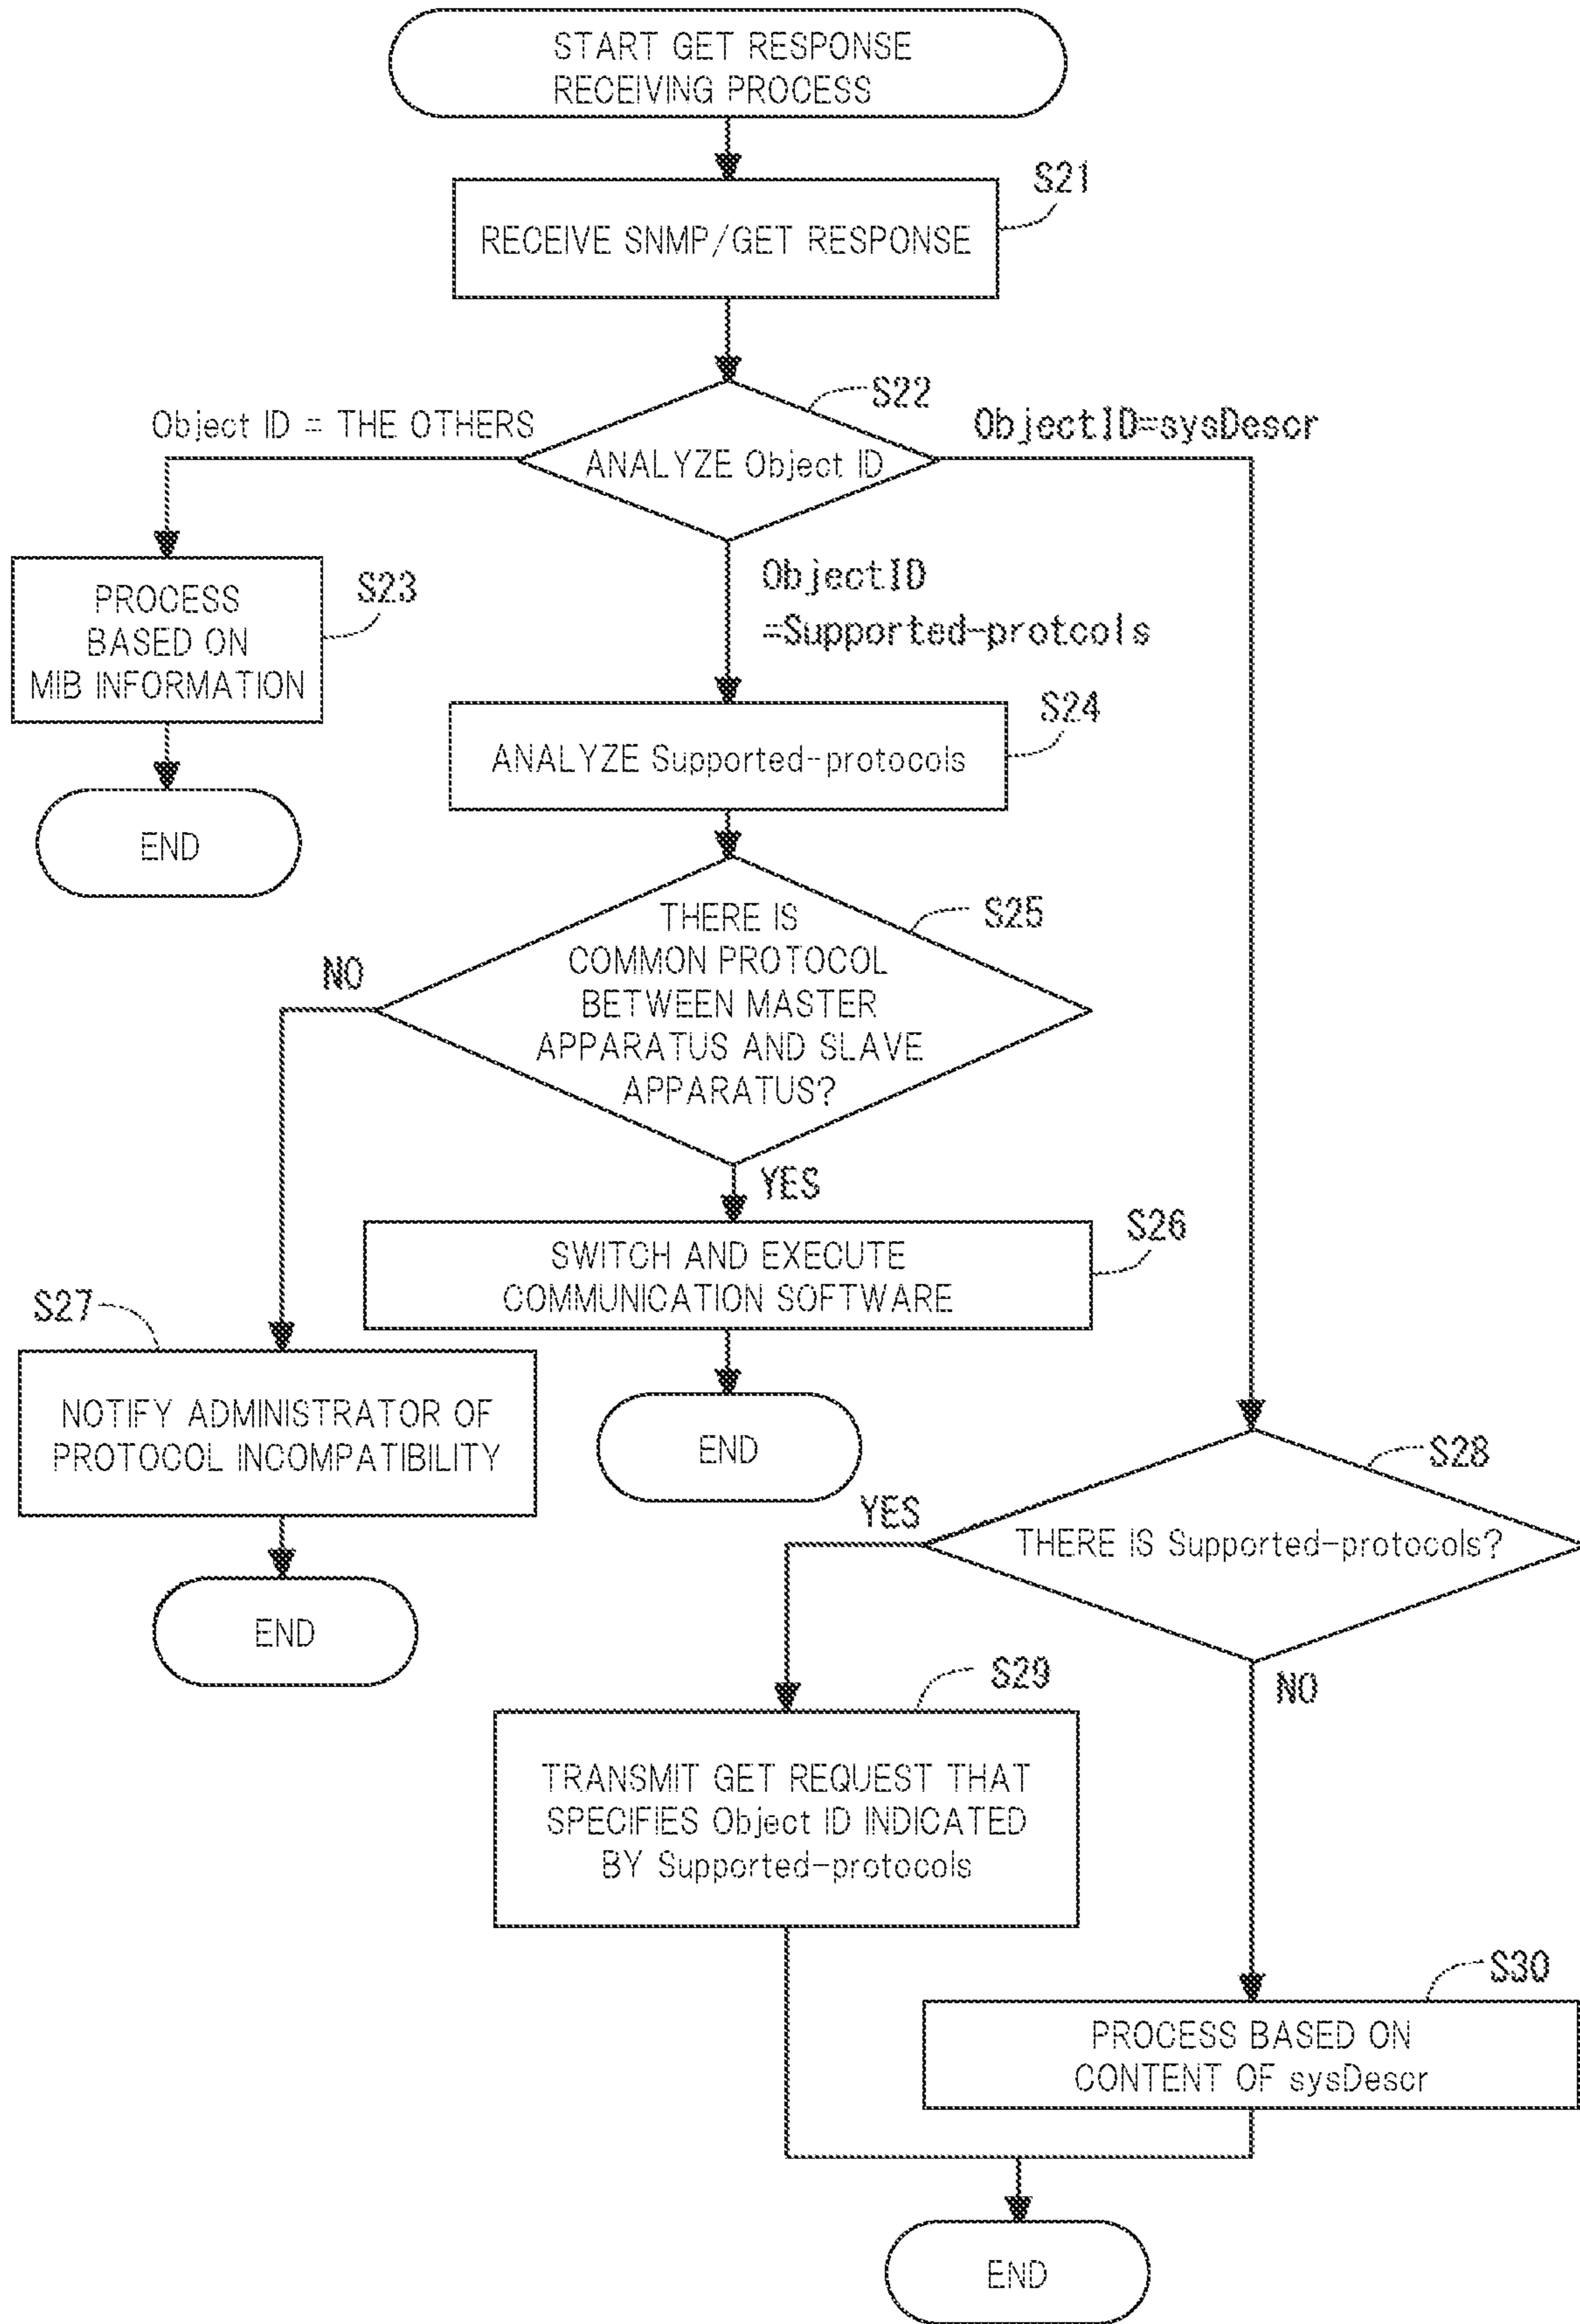 START GET RESPONSE
RECEIVING PROCESS
S21
RECEIVE SNMP/GET RESPONSE
S22
Object ID = THE OTHERS
ObjectID=sysDescr
ANALYZE Object ID
S23
PROCESS
BASED ON
MIB INFORMATION
ObjectID
=Supported-protcols
S24
ANALYZE Supported-protocols
END
S25
THERE IS
COMMON PROTOCOL
BETWEEN MASTER
APPARATUS AND SLAVE
APPARATUS?
NO
YES
S26
SWITCH AND EXECUTE
COMMUNICATION SOFTWARE
S27
NOTIFY ADMINISTRATOR OF
PROTOCOL INCOMPATIBILITY
END
END
S28
YES
THERE IS Supported-protocols?
NO
S29
TRANSMIT GET REQUEST THAT
SPECIFIES Object ID INDICATED
BY Supported-protocols
S30
PROCESS BASED ON
CONTENT OF sysDescr
END